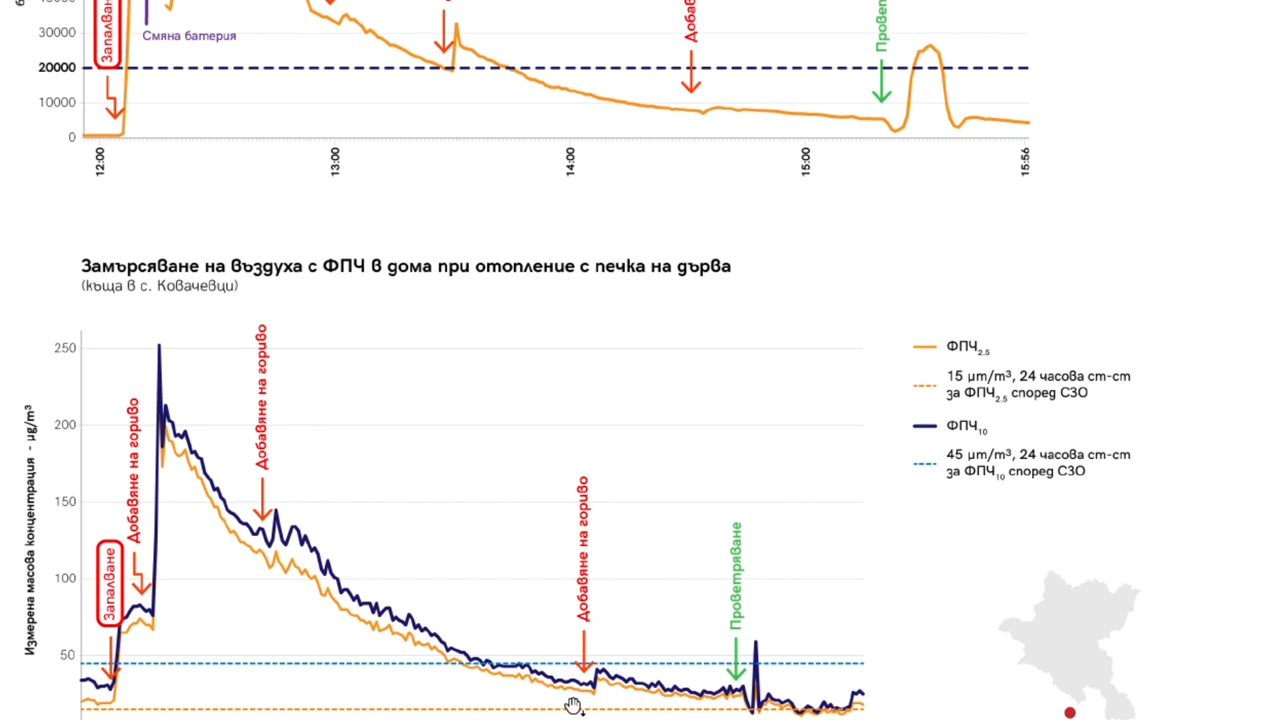 Запалван
Смяна батерия
30000
20000
10000
0
12:00
13:00
14:00
15:00
15:56
Замърсяване на въздуха с ФПЧ в дома при отопление с печка на дърва
(къща в с. Ковачевци)
Измерена масова концентрация - µg/m³
250
200
150
100
50
Запалване
Добавяне на гориво
Добавяне на гориво
Добавяне на гориво
Проветряване
ФПЧ2.5
15 µm/m³, 24 часова ст-ст
за ФПЧ2.5 според СЗО
ФПЧ10
45 µm/m³, 24 часова ст-ст
за ФПЧ10 според СЗО